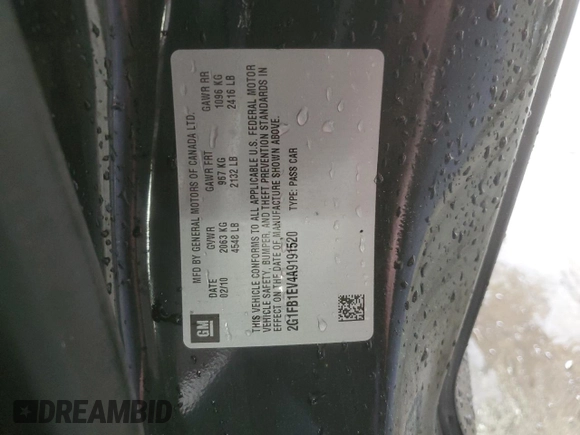 MFD BY GENERAL MOTORS OF CANADA LTD.
DATE GVWR GAWR FRT GAWR RR
02/10 2063 KG 967 KG 1096 KG
4548 LB 2132 LB 2416 LB
THIS VEHICLE CONFORMS TO ALL APPLICABLE U.S. FEDERAL MOTOR
VEHICLE SAFETY, BUMPER, AND THEFT PREVENTION STANDARDS IN
EFFECT ON THE DATE OF MANUFACTURE SHOWN ABOVE.
2G1FB1EV4A9191520 TYPE: PASS CAR
GM
DREAMBID